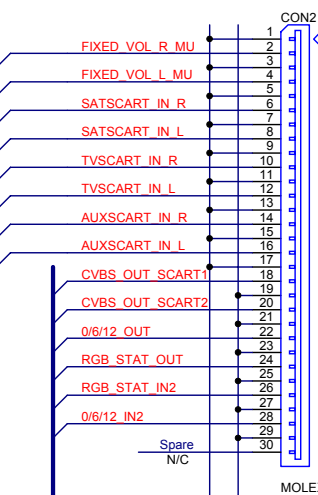 CON2
1
FIXED_VOL_R_MU 2
3
FIXED_VOL_L_MU 4
5
SATSCART_IN_R 6
7
SATSCART_IN_L 8
9
TVSCART_IN_R 10
11
TVSCART_IN_L 12
13
AUXSCART_IN_R 14
15
AUXSCART_IN_L 16
17
CVBS_OUT_SCART1 18
19
CVBS_OUT_SCART2 20
21
0/6/12_OUT 22
23
RGB_STAT_OUT 24
25
RGB_STAT_IN2 26
27
0/6/12_IN2 28
29
Spare 30
N/C